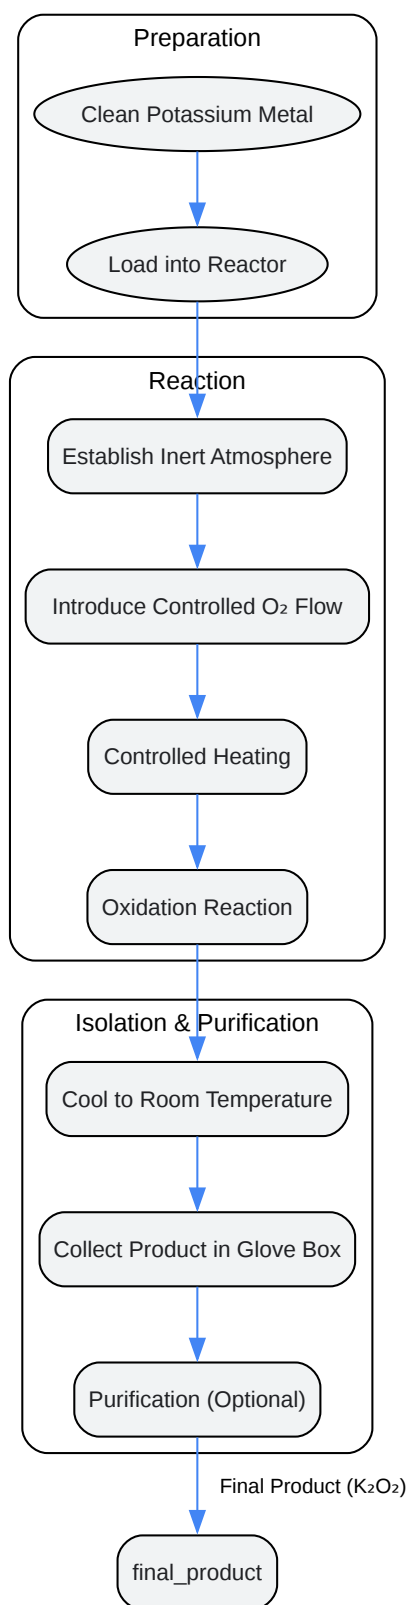 Preparation
Clean Potassium Metal
Load into Reactor
Reaction
Establish Inert Atmosphere
Introduce Controlled O₂ Flow
Controlled Heating
Oxidation Reaction
Isolation & Purification
Cool to Room Temperature
Collect Product in Glove Box
Purification (Optional)
Final Product (K₂O₂)
final_product